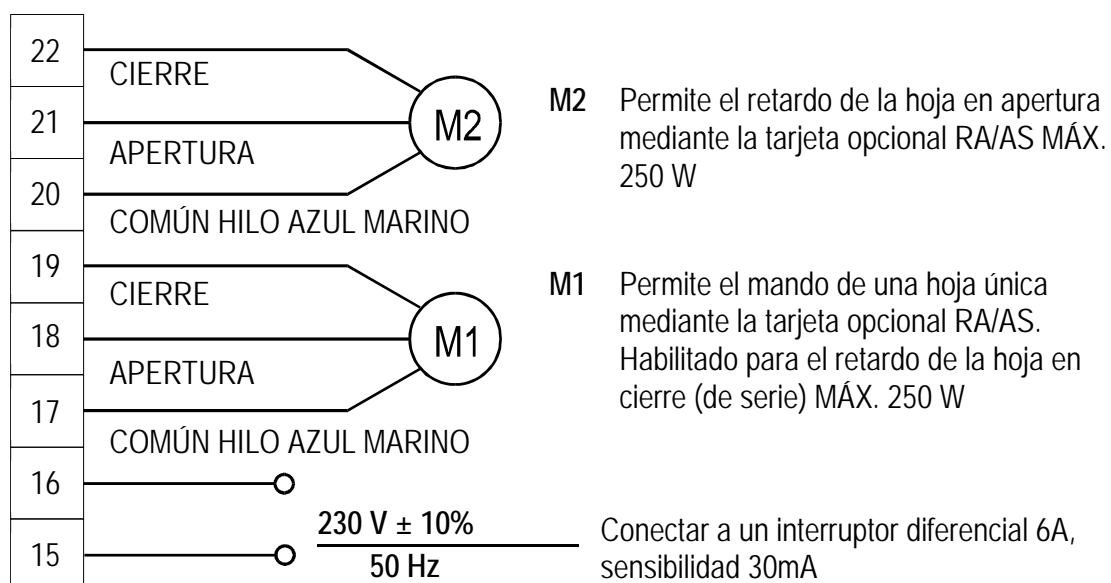 22
CIERRE
21
M2
APERTURA
20
COMÚN HILO AZUL MARINO
M2 Permite el retardo de la hoja en apertura
mediante la tarjeta opcional RA/AS MÁX.
250 W
19
CIERRE
18
M1
APERTURA
17
COMÚN HILO AZUL MARINO
M1 Permite el mando de una hoja única
mediante la tarjeta opcional RA/AS.
Habilitado para el retardo de la hoja en
cierre (de serie) MÁX. 250 W
16
15
230 V ± 10%
50 Hz
Conectar a un interruptor diferencial 6A,
sensibilidad 30mA